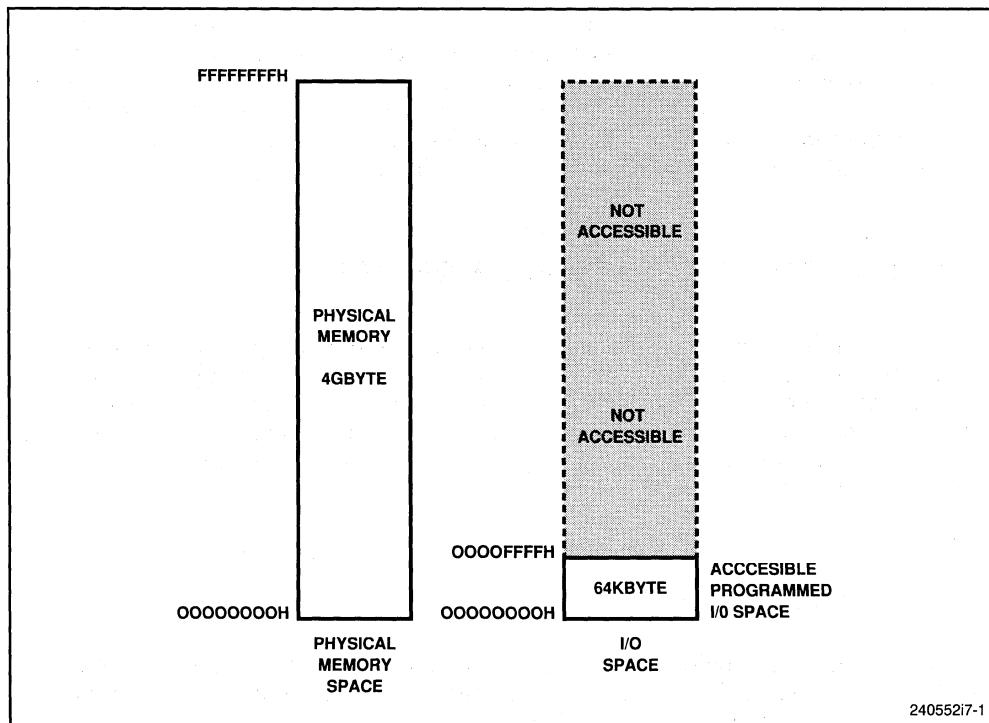 FFFFFFFFH
PHYSICAL
MEMORY
4GBYTE
OOOOOOOOH
PHYSICAL
MEMORY
SPACE
NOT
ACCESSIBLE
NOT
ACCESSIBLE
OOOOFFFFH
64KBYTE
OOOOOOOOH
ACCCESIBLE
PROGRAMMED
I/0 SPACE
I/O
SPACE
240552i7-1